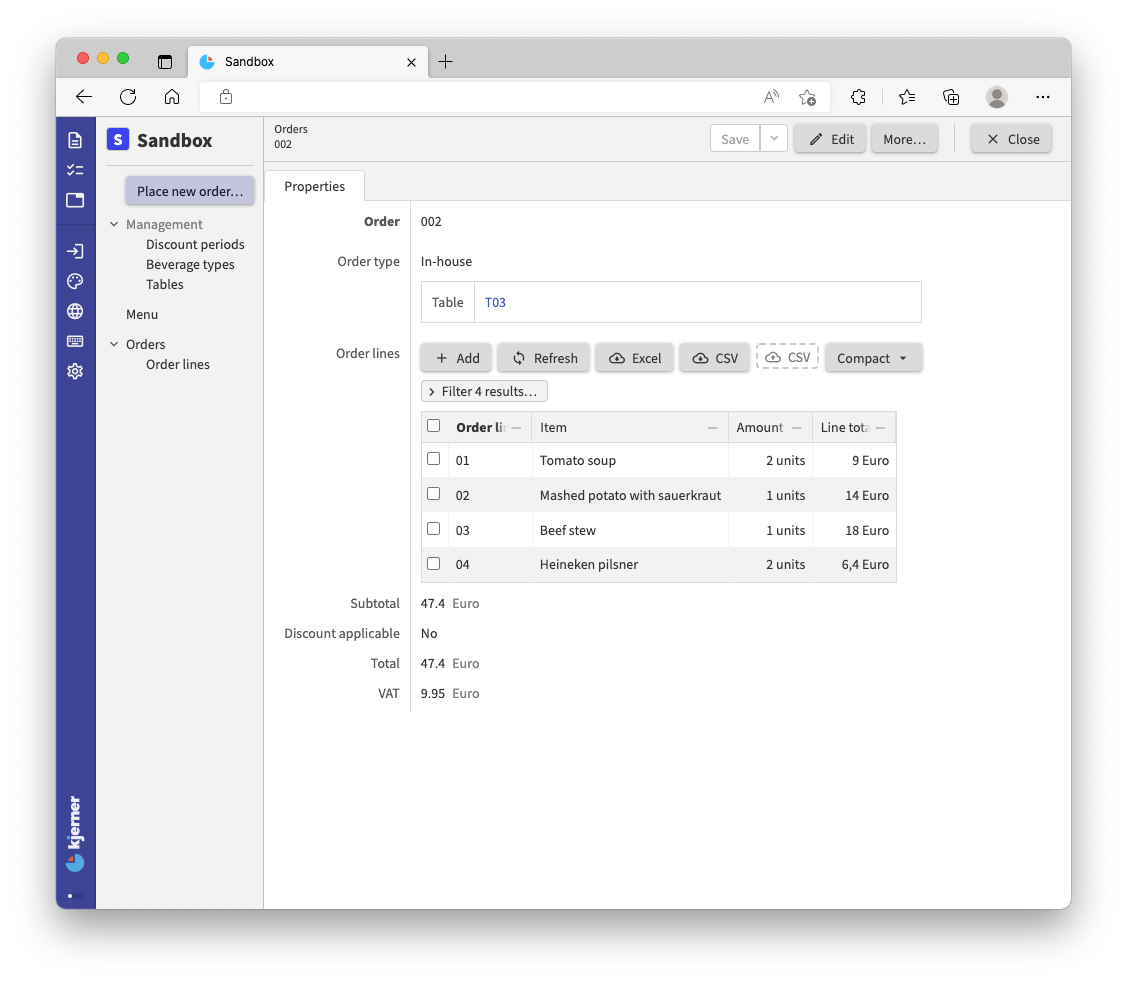 Sandbox
S Sandbox
Place new order…
Management
Discount periods
Beverage types
Tables
Menu
Orders
Order lines
kjerner
Orders
002
Save
Edit
More…
Close
Properties
Order 002
Order type In-house
Table T03
Order lines
Add Refresh Excel CSV CSV Compact
Filter 4 results…
Order li Item Amount Line tota
01 Tomato soup 2 units 9 Euro
02 Mashed potato with sauerkraut 1 units 14 Euro
03 Beef stew 1 units 18 Euro
04 Heineken pilsner 2 units 6,4 Euro
Subtotal 47.4 Euro
Discount applicable No
Total 47.4 Euro
VAT 9.95 Euro